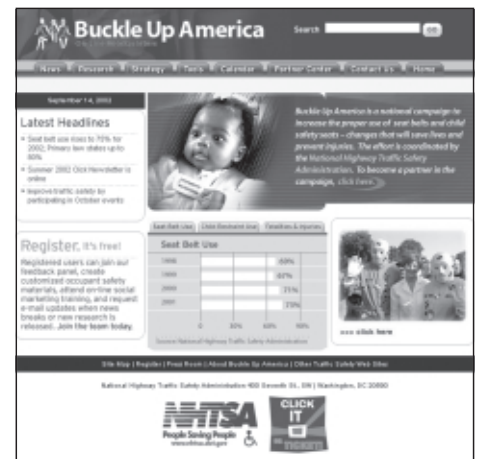 Buckle Up America
Search
GO
News
Research
Strategy
Tools
Calendar
Partner Center
Contact Us
Home
September 14, 2002
Latest Headlines
Seat belt use rises to 75% for
2002; Primary law states up to
80%
Summer 2002 Click Newsletter is
online
Improve traffic safety by
participating in October events
Buckle Up America is a national campaign to
increase the proper use of seat belts and child
safety seats – changes that will save lives and
prevent injuries. The effort is coordinated by
the National Highway Traffic Safety
Administration. To become a partner in the
campaign, click here.
Register, it's free!
Registered users can join our
feedback panel, create
customized occupant safety
materials, attend on-line social
marketing training, and request
e-mail updates when news
breaks or new research is
released. Join the team today.
Seat Belt Use
Child Restraint Use
Fatalities & Injuries
Seat Belt Use
1998
69%
1999
67%
2000
71%
2001
73%
0 30% 60% 90%
Source: National Highway Traffic Safety Administration
>>> click here
Site Map | Register | Press Room | About Buckle Up America | Other Traffic Safety Web Sites
National Highway Traffic Safety Administration 400 Seventh St., SW | Washington, DC 20590
NHTSA
People Saving People
www.nhtsa.dot.gov
CLICK
IT
OR
TICKET